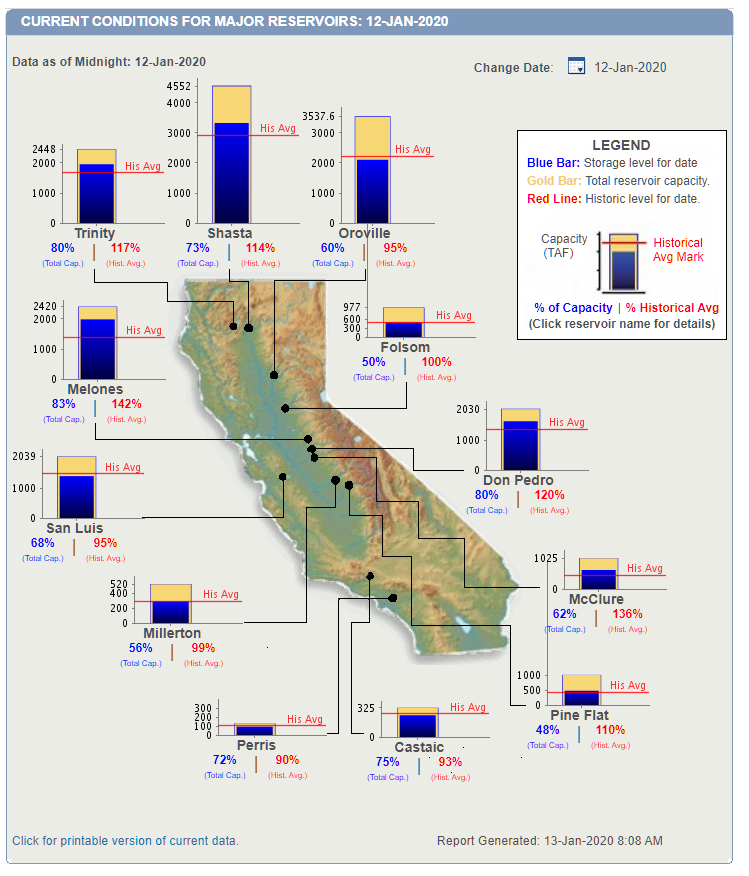 CURRENT CONDITIONS FOR MAJOR RESERVOIRS: 12-JAN-2020
Data as of Midnight: 12-Jan-2020
Change Date: 12-Jan-2020
4552
4000
3000
2000
1000
0
His Avg
Shasta
73% | 114%
(Total Cap.) (Hist. Avg.)
3537.6
2000
1000
0
His Avg
Oroville
60% | 95%
(Total Cap.) (Hist. Avg.)
2448
2000
1000
0
His Avg
Trinity
80% | 117%
(Total Cap.) (Hist. Avg.)
LEGEND
Blue Bar: Storage level for date
Gold Bar: Total reservoir capacity.
Red Line: Historic level for date.
Capacity
(TAF)
Historical
Avg Mark
% of Capacity | % Historical Avg
(Click reservoir name for details)
2420
2000
1000
0
His Avg
Melones
83% | 142%
(Total Cap.) (Hist. Avg.)
977
600
300
0
His Avg
Folsom
50% | 100%
(Total Cap.) (Hist. Avg.)
2030
1000
0
His Avg
Don Pedro
80% | 120%
(Total Cap.) (Hist. Avg.)
2039
1000
0
His Avg
San Luis
68% | 95%
(Total Cap.) (Hist. Avg.)
1025
0
His Avg
McClure
62% | 136%
(Total Cap.) (Hist. Avg.)
520
400
200
0
His Avg
Millerton
56% | 99%
(Total Cap.) (Hist. Avg.)
1000
500
0
His Avg
Pine Flat
48% | 110%
(Total Cap.) (Hist. Avg.)
300
200
100
0
His Avg
Perris
72% | 90%
(Total Cap.) (Hist. Avg.)
325
0
His Avg
Castaic
75% | 93%
(Total Cap.) (Hist. Avg.)
Click for printable version of current data.
Report Generated: 13-Jan-2020 8:08 AM